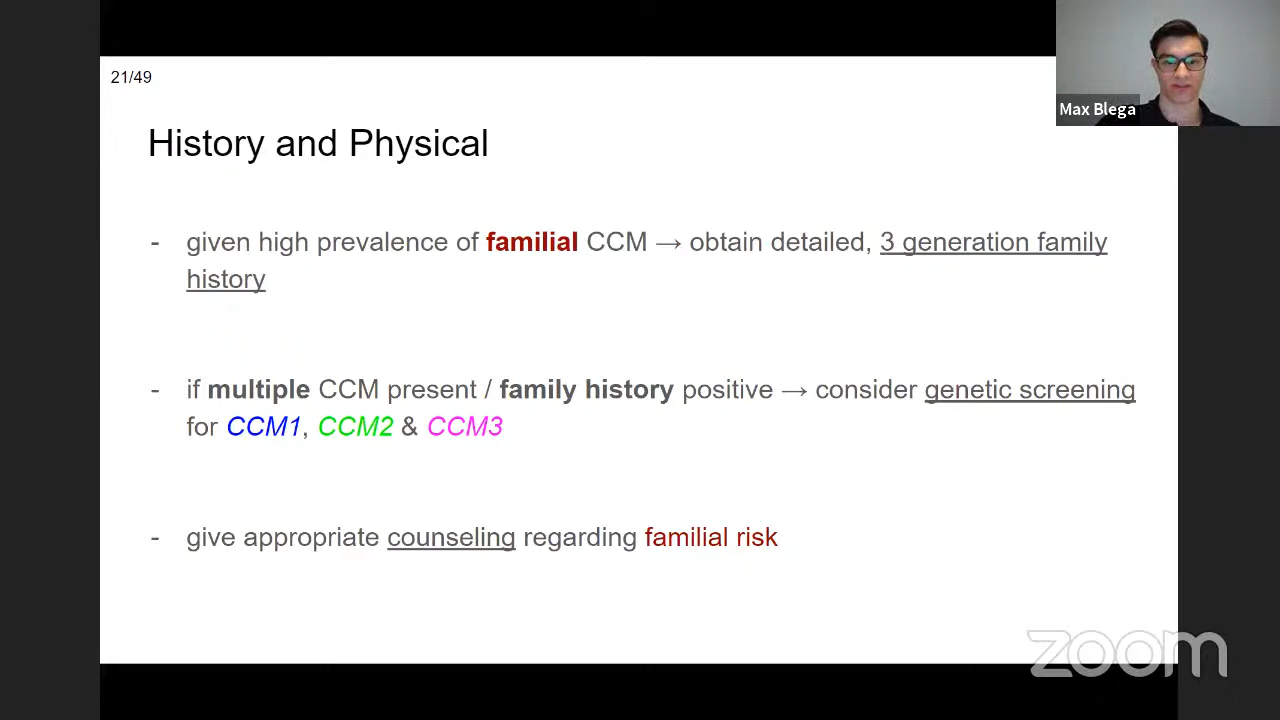 21/49
Max Blega
History and Physical
- given high prevalence of familial CCM → obtain detailed, 3 generation family
history
- if multiple CCM present / family history positive → consider genetic screening
for CCM1, CCM2 & CCM3
- give appropriate counseling regarding familial risk
zoom